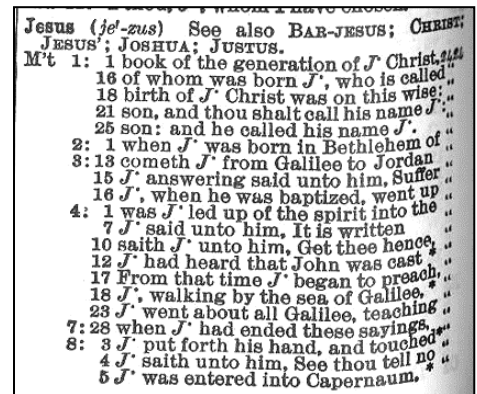 Jesus (je'-zus) See also BAR-JESUS; CHRIST;
JESUS'; JOSHUA; JUSTUS.
M't 1: 1 book of the generation of J· Christ, 2424
16 of whom was born J·, who is called "
18 birth of J· Christ was on this wise: "
21 son, and thou shalt call his name J·: "
25 son: and he called his name J·. "
2: 1 when J· was born in Bethlehem of "
3: 13 cometh J· from Galilee to Jordan "
15 J· answering said unto him, Suffer "
16 J·, when he was baptized, went up "
4: 1 was J· led up of the spirit into the "
7 J· said unto him, It is written "
10 saith J· unto him, Get thee hence, "
12 J· had heard that John was cast *"
17 From that time J· began to preach, "
18 J·, walking by the sea of Galilee, *"
23 J· went about all Galilee, teaching "
7: 28 when J· had ended these sayings, "
8: 3 J· put forth his hand, and touched *"
4 J· saith unto him, See thou tell no "
5 J· was entered into Capernaum, *"